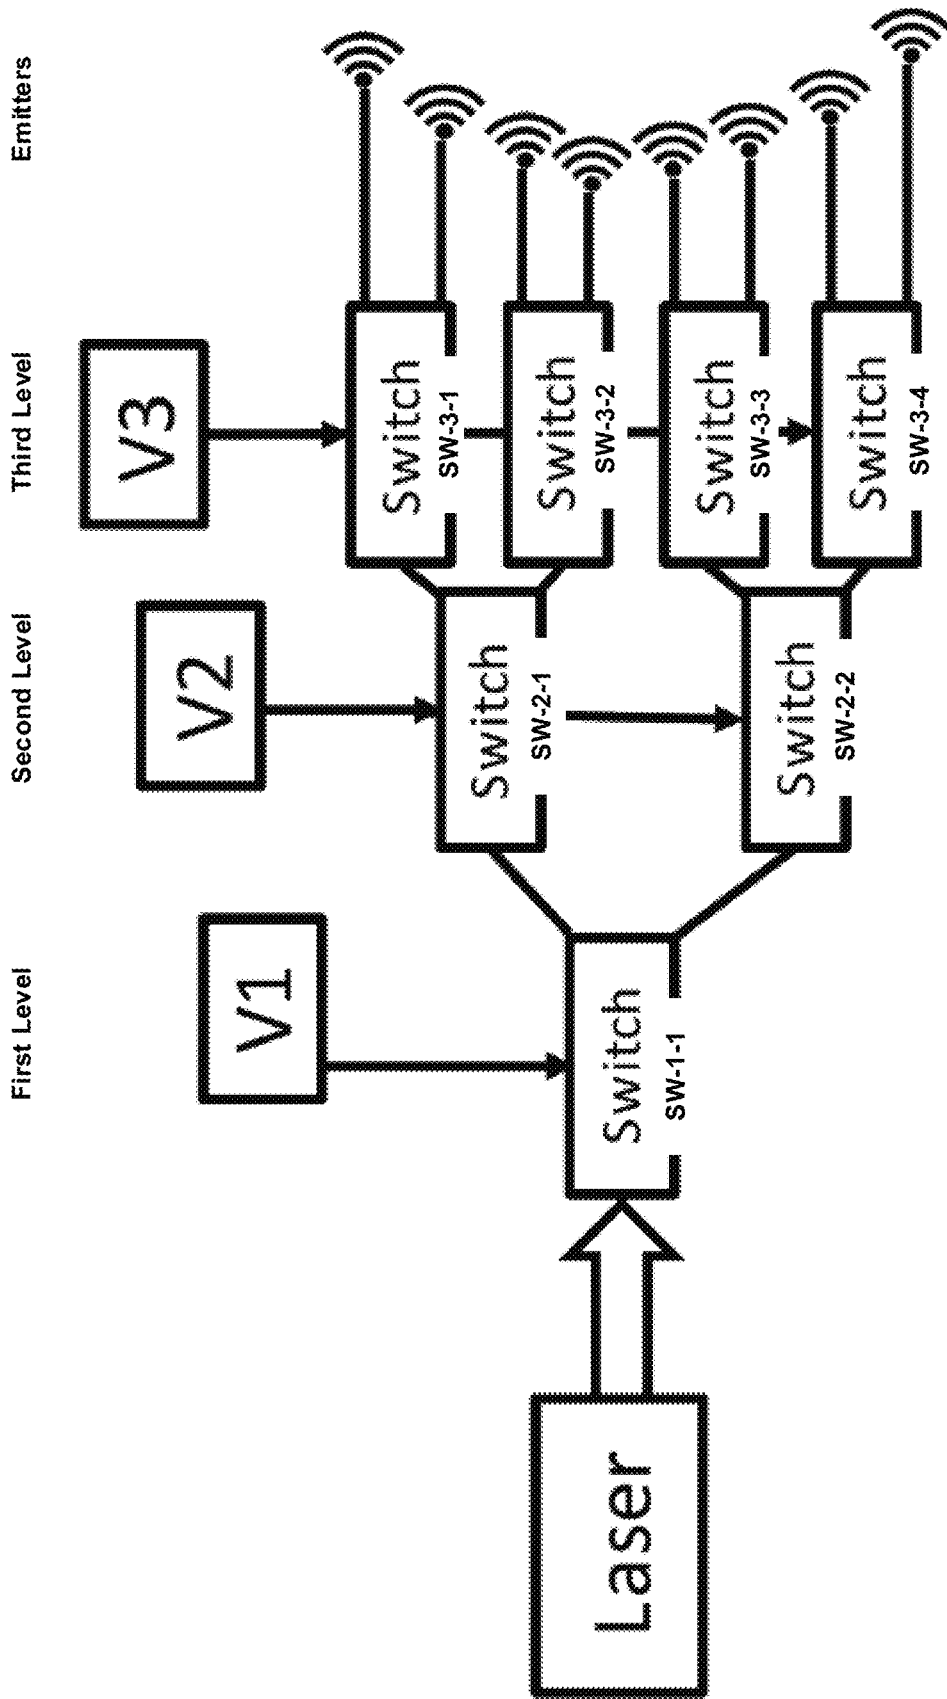 First Level
Second Level
Third Level
Emitters
V1
V2
V3
Laser
Switch
SW-1-1
Switch
SW-2-1
Switch
SW-2-2
Switch
SW-3-1
Switch
SW-3-2
Switch
SW-3-3
Switch
SW-3-4